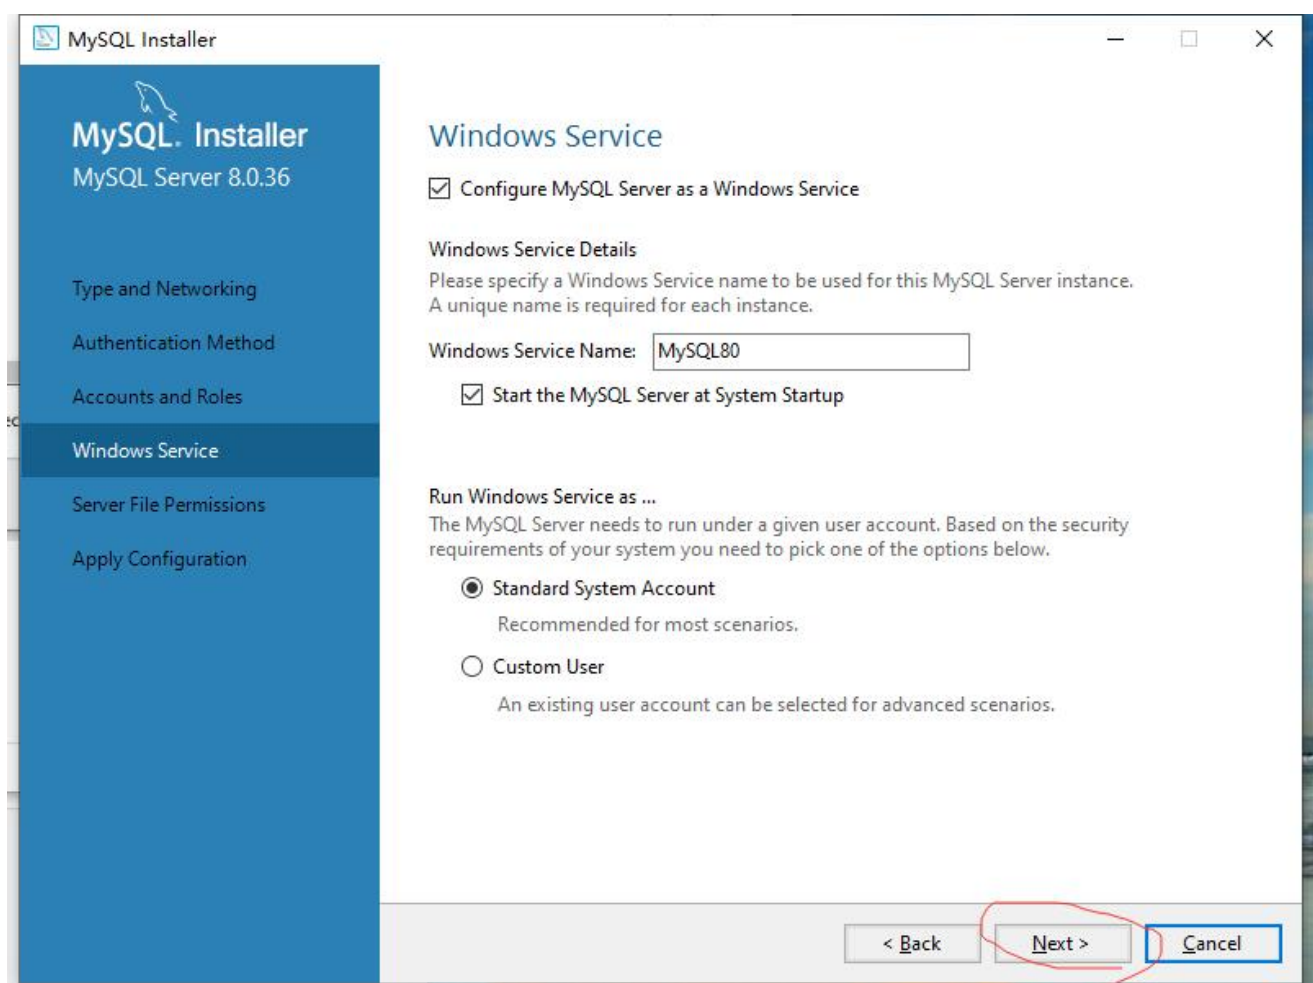 MySQL Installer
MySQL. Installer
MySQL Server 8.0.36
Type and Networking
Authentication Method
Accounts and Roles
Windows Service
Server File Permissions
Apply Configuration
Windows Service
Configure MySQL Server as a Windows Service
Windows Service Details
Please specify a Windows Service name to be used for this MySQL Server instance.
A unique name is required for each instance.
Windows Service Name: MySQL80
Start the MySQL Server at System Startup
Run Windows Service as ...
The MySQL Server needs to run under a given user account. Based on the security
requirements of your system you need to pick one of the options below.
Standard System Account
Recommended for most scenarios.
Custom User
An existing user account can be selected for advanced scenarios.
< Back Next > Cancel